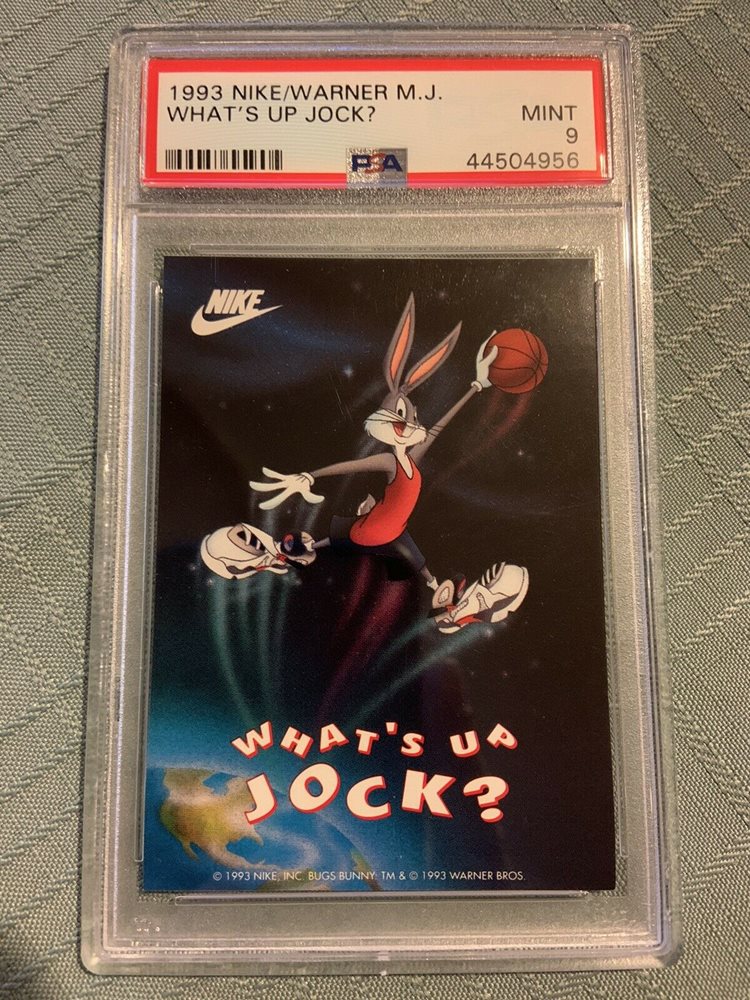 1993 NIKE/WARNER M.J.
WHAT'S UP JOCK?
MINT
9
PSA
44504956
NIKE
WHAT'S UP
JOCK?
© 1993 NIKE, INC. BUGS BUNNY: TM & © 1993 WARNER BROS.